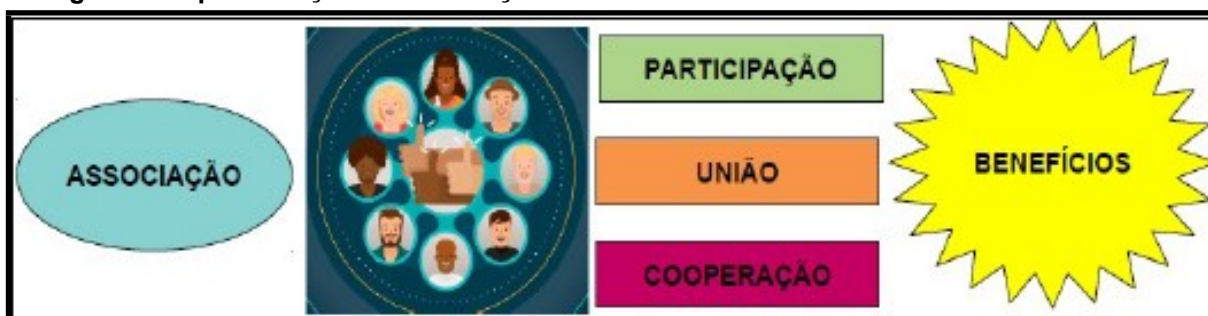 ASSOCIAÇÃO
PARTICIPAÇÃO
UNIÃO
COOPERAÇÃO
BENEFÍCIOS